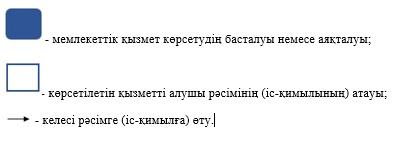 - мемлекеттік қызмет көрсетудің басталуы немесе аяқталуы;
- көрсетілетін қызметті алушы рәсімінің (іс-қимылының) атауы;
- келесі рәсімге (іс-қимылға) өту.